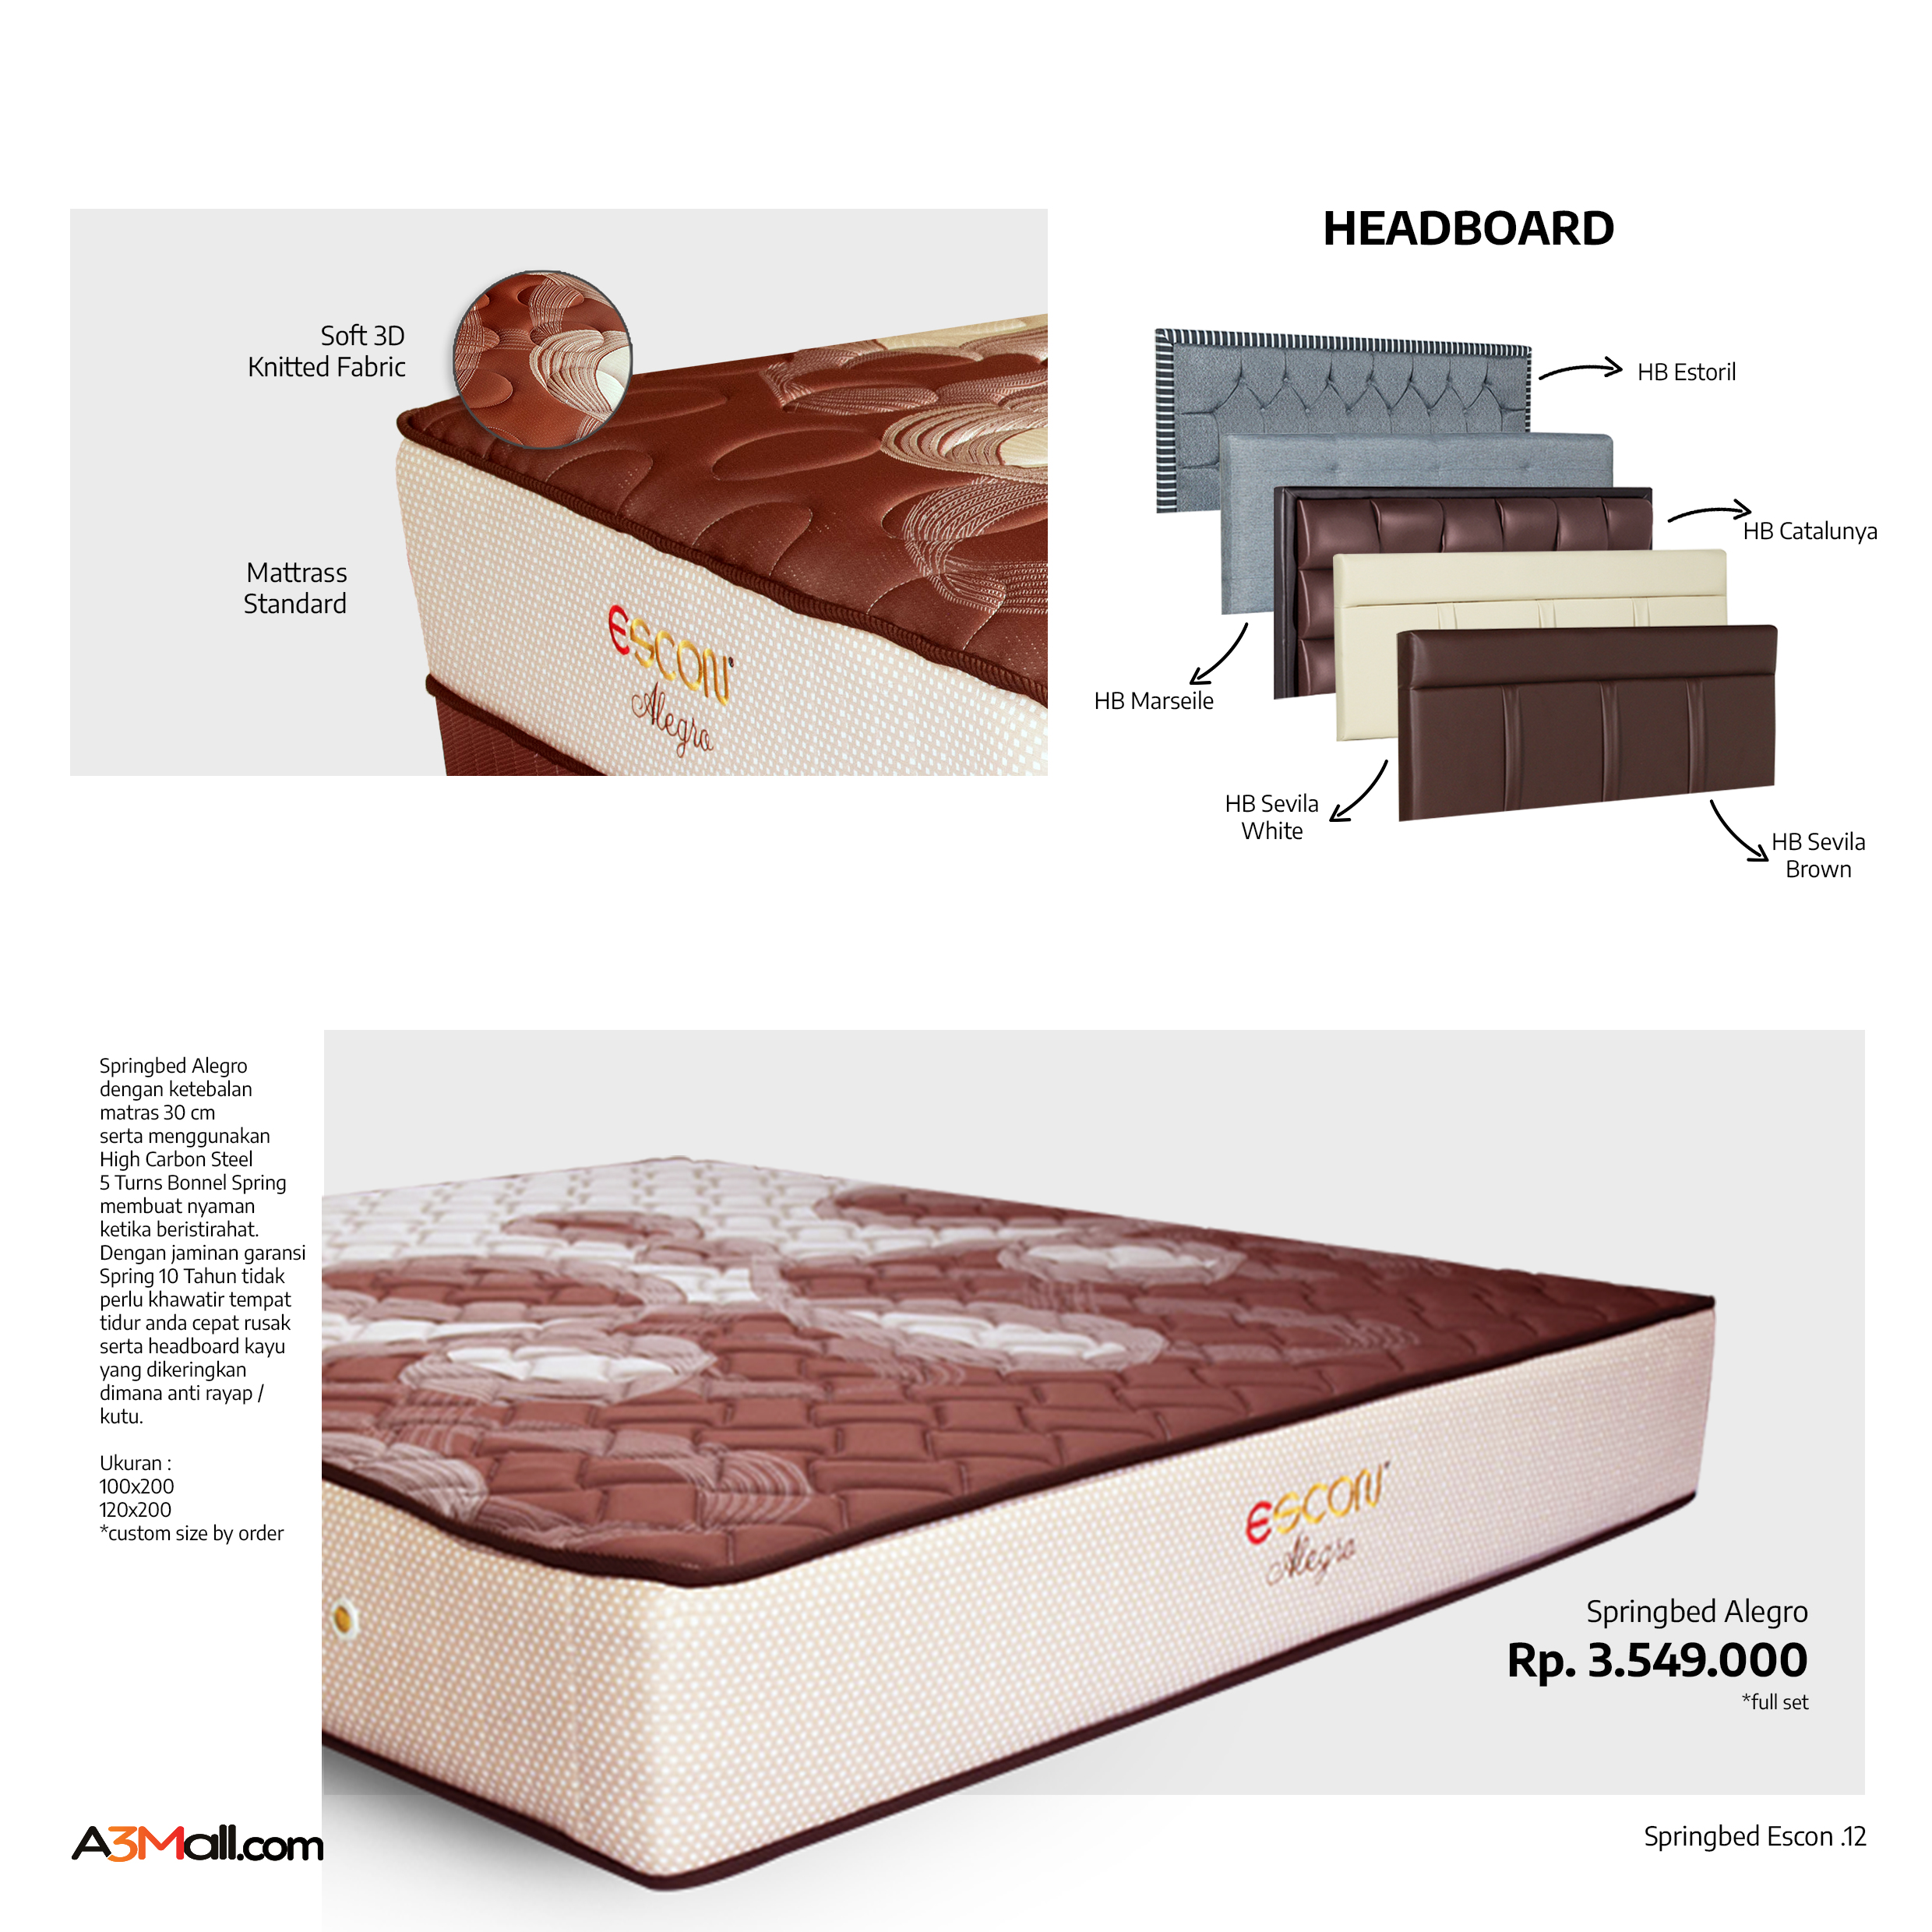 HEADBOARD
Soft 3D
Knitted Fabric
Mattrass
Standard
escon
Alegro
HB Estoril
HB Catalunya
HB Marseile
HB Sevila
White
HB Sevila
Brown
Springbed Alegro
dengan ketebalan
matras 30 cm
serta menggunakan
High Carbon Steel
5 Turns Bonnel Spring
membuat nyaman
ketika beristirahat.
Dengan jaminan garansi
Spring 10 Tahun tidak
perlu khawatir tempat
tidur anda cepat rusak
serta headboard kayu
yang dikeringkan
dimana anti rayap /
kutu.
Ukuran :
100x200
120x200
*custom size by order
escon
Alegro
Springbed Alegro
Rp. 3.549.000
*full set
A3Mall.com
Springbed Escon .12